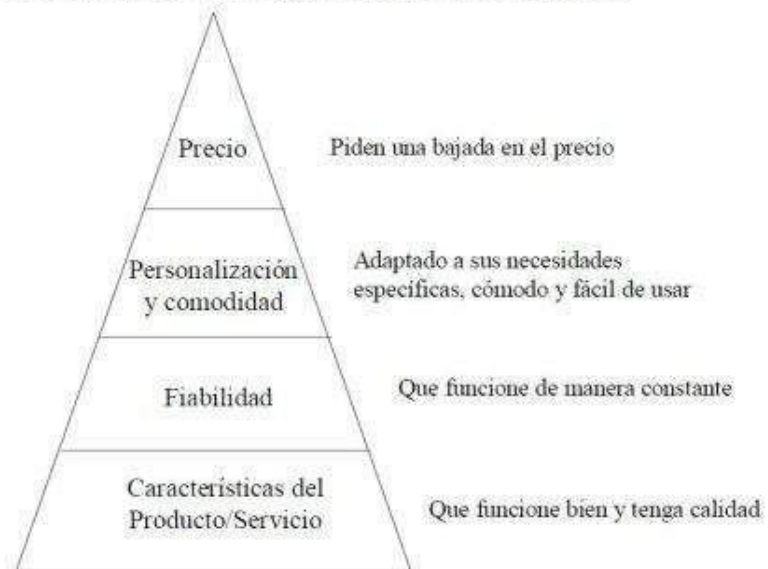 Precio
Piden una bajada en el precio
Personalización
y comodidad
Adaptado a sus necesidades
específicas, cómodo y fácil de usar
Fiabilidad
Que funcione de manera constante
Características del
Producto/Servicio
Que funcione bien y tenga calidad